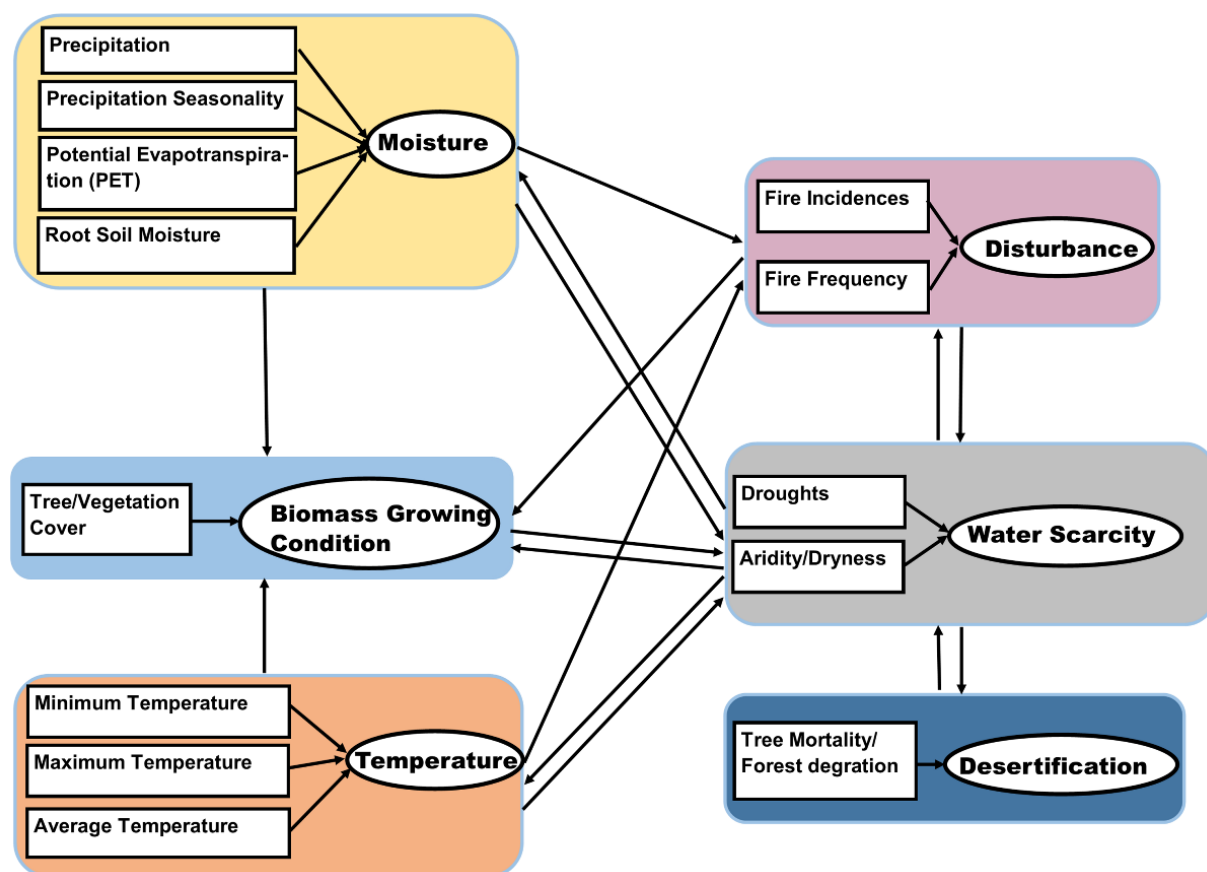 Precipitation
Precipitation Seasonality
Potential Evapotranspira-
tion (PET)
Root Soil Moisture
Moisture
Fire Incidences
Fire Frequency
Disturbance
Tree/Vegetation
Cover
Biomass Growing
Condition
Droughts
Aridity/Dryness
Water Scarcity
Minimum Temperature
Maximum Temperature
Average Temperature
Temperature
Tree Mortality/
Forest degration
Desertification